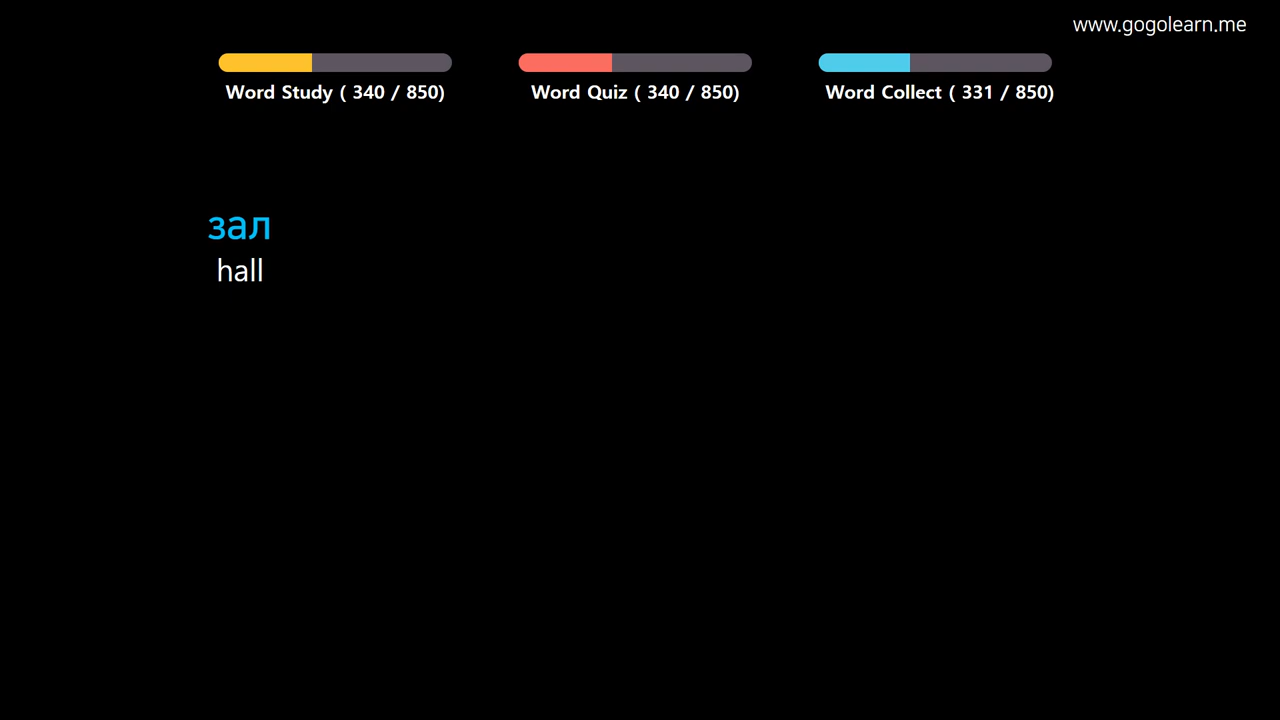 www.gogolearn.me
Word Study ( 340 / 850)
Word Quiz ( 340 / 850)
Word Collect ( 331 / 850)
зал
hall